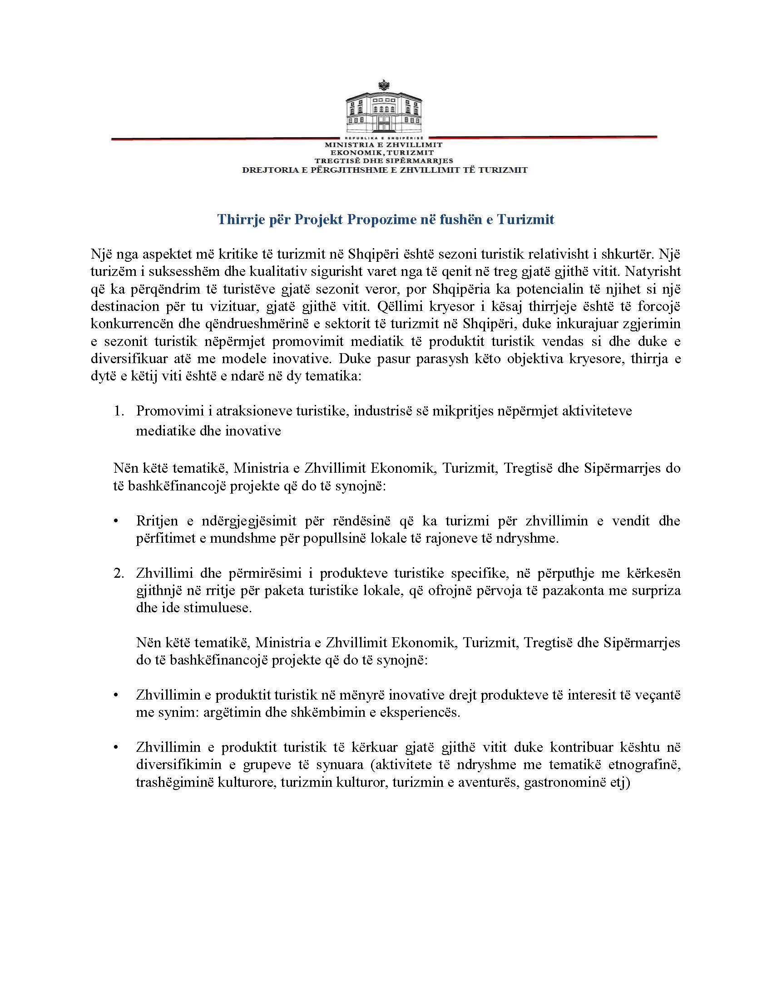 REPUBLIKA E SHQIPËRISË
MINISTRIA E ZHVILLIMIT
EKONOMIK, TURIZMIT
TREGTISË DHE SIPËRMARRJES
DREJTORIA E PËRGJITHSHME E ZHVILLIMIT TË TURIZMIT
Thirrje për Projekt Propozime në fushën e Turizmit
Një nga aspektet më kritike të turizmit në Shqipëri është sezoni turistik relativisht i shkurtër. Një
turizëm i suksesshëm dhe kualitativ sigurisht varet nga të qenit në treg gjatë gjithë vitit. Natyrisht
që ka përqëndrim të turistëve gjatë sezonit veror, por Shqipëria ka potencialin të njihet si një
destinacion për tu vizituar, gjatë gjithë vitit. Qëllimi kryesor i kësaj thirrjeje është të forcojë
konkurrencën dhe qëndrueshmërinë e sektorit të turizmit në Shqipëri, duke inkurajuar zgjerimin
e sezonit turistik nëpërmjet promovimit mediatik të produktit turistik vendas si dhe duke e
diversifikuar atë me modele inovative. Duke pasur parasysh këto objektiva kryesore, thirrja e
dytë e këtij viti është e ndarë në dy tematika:
1. Promovimi i atraksioneve turistike, industrisë së mikpritjes nëpërmjet aktiviteteve
mediatike dhe inovative
Nën këtë tematikë, Ministria e Zhvillimit Ekonomik, Turizmit, Tregtisë dhe Sipërmarrjes do
të bashkëfinancojë projekte që do të synojnë:
• Rritjen e ndërgjegjësimit për rëndësinë që ka turizmi për zhvillimin e vendit dhe
përfitimet e mundshme për popullsinë lokale të rajoneve të ndryshme.
2. Zhvillimi dhe përmirësimi i produkteve turistike specifike, në përputhje me kërkesën
gjithnjë në rritje për paketa turistike lokale, që ofrojnë përvoja të pazakonta me surpriza
dhe ide stimuluese.
Nën këtë tematikë, Ministria e Zhvillimit Ekonomik, Turizmit, Tregtisë dhe Sipërmarrjes
do të bashkëfinancojë projekte që do të synojnë:
• Zhvillimin e produktit turistik në mënyrë inovative drejt produkteve të interesit të veçantë
me synim: argëtimin dhe shkëmbimin e eksperiencës.
• Zhvillimin e produktit turistik të kërkuar gjatë gjithë vitit duke kontribuar kështu në
diversifikimin e grupeve të synuara (aktivitete të ndryshme me tematikë etnografinë,
trashëgiminë kulturore, turizmin kulturor, turizmin e aventurës, gastronominë etj)